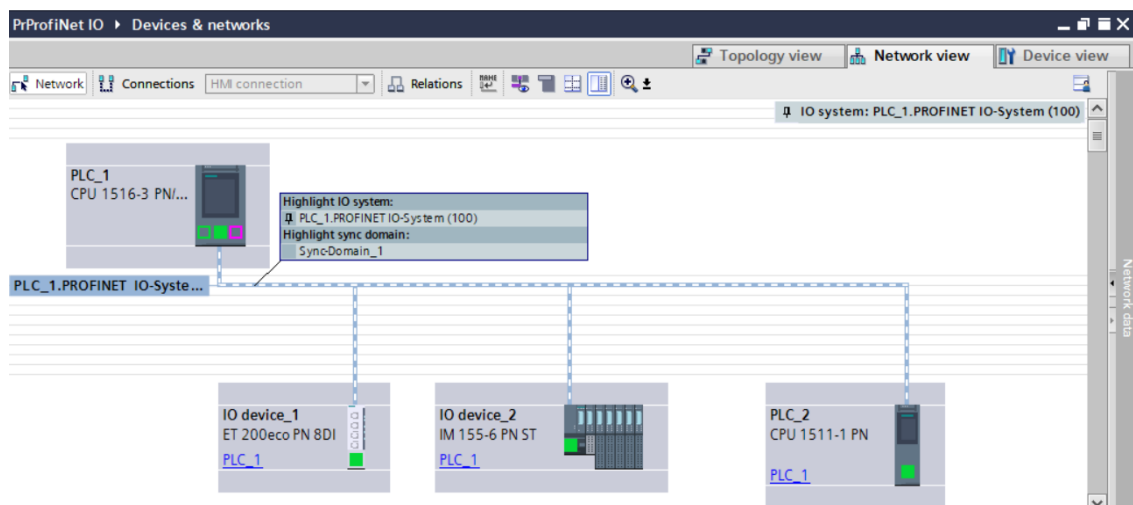 PrProfiNet IO ▸ Devices & networks
Topology view
Network view
Device view
Network
Connections
HMI connection
Relations
IO system: PLC_1.PROFINET IO-System (100)
PLC_1
CPU 1516-3 PN/...
Highlight IO system:
PLC_1.PROFINET IO-System (100)
Highlight sync domain:
Sync-Domain_1
PLC_1.PROFINET IO-Syste...
Network data
IO device_1
ET 200eco PN 8DI
PLC_1
IO device_2
IM 155-6 PN ST
PLC_1
PLC_2
CPU 1511-1 PN
PLC_1